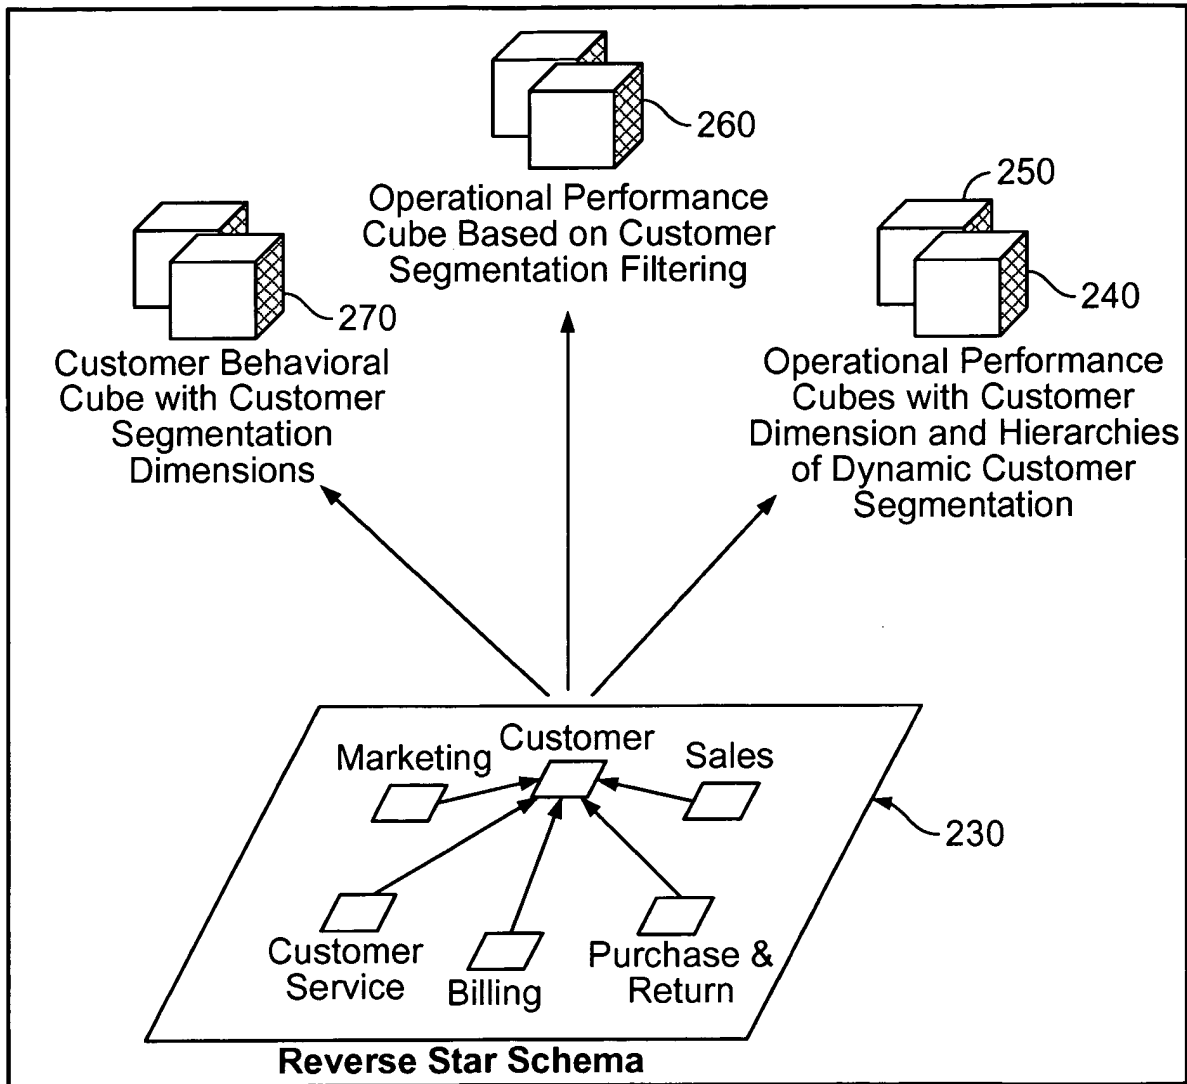 260
Operational Performance
Cube Based on Customer
Segmentation Filtering
250
240
Operational Performance
Cubes with Customer
Dimension and Hierarchies
of Dynamic Customer
Segmentation
270
Customer Behavioral
Cube with Customer
Segmentation
Dimensions
Customer
Marketing
Sales
230
Customer
Service
Billing
Purchase &
Return
Reverse Star Schema